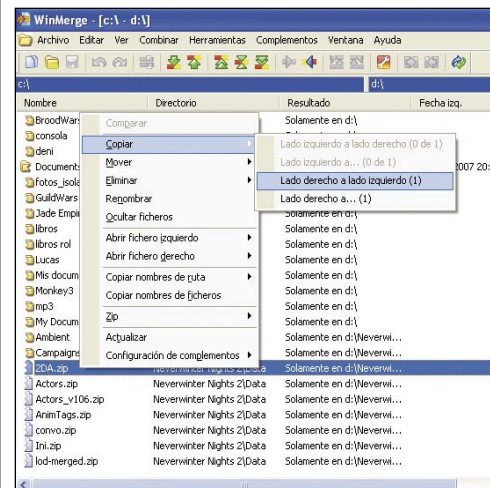 WinMerge - [c:\ - d:\]
Archivo Editar Ver Combinar Herramientas Complementos Ventana Ayuda
c:\ d:\
Nombre Directorio Resultado Fecha izq.
BroodWars Solamente en d:\
Comparar
consola
Copiar
Lado izquierdo a lado derecho (0 de 1)
deni
Mover
Lado izquierdo a... (0 de 1)
2007 20:
Eliminar
Lado derecho a lado izquierdo (1)
GuildWars
Renombrar
Lado derecho a... (1)
Jade Solamente en d:\
Ocultar ficheros
libros Solamente en d:\
libros rol Solamente en d:\
Abrir fichero izquierdo
Lucas Solamente en d:\
Abrir fichero derecho
Mis Solamente en d:\
Copiar nombres de ruta
Monkey3 Solamente en d:\
Copiar nombres de ficheros
mp3 Solamente en d:\
My Solamente en d:\
Zip
Ambient Solamente en d:\Neverwi...
Actualizar
Solamente en d:\Neverwi...
Configuración de complementos
2DA.zip Neverwinter Nights 2\Data Solamente en d:\Neverwi...
Actors.zip Neverwinter Nights 2\Data Solamente en d:\Neverwi...
Actors_v106.zip Neverwinter Nights 2\Data Solamente en d:\Neverwi...
AnimTags.zip Neverwinter Nights 2\Data Solamente en d:\Neverwi...
convo.zip Neverwinter Nights 2\Data Solamente en d:\Neverwi...
Ini.zip Neverwinter Nights 2\Data Solamente en d:\Neverwi...
lod-merged.zip Neverwinter Nights 2\Data Solamente en d:\Neverwi...